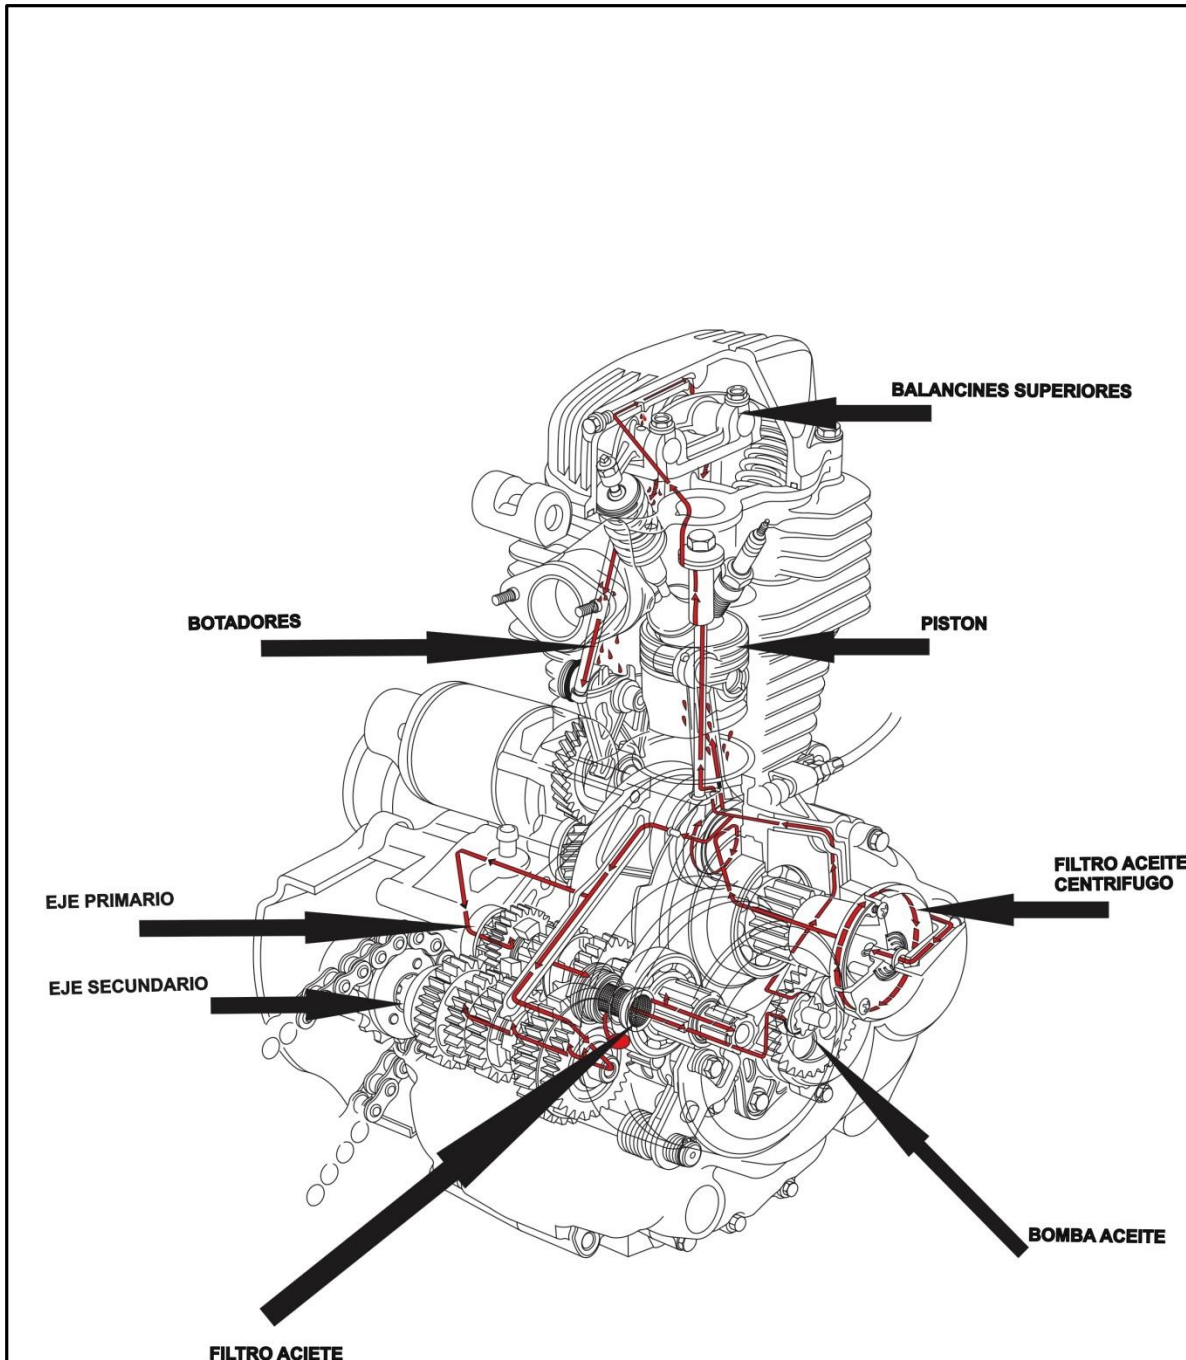 BALANCINES SUPERIORES
BOTADORES
PISTON
FILTRO ACEITE
CENTRIFUGO
EJE PRIMARIO
EJE SECUNDARIO
BOMBA ACEITE
FILTRO ACIETE